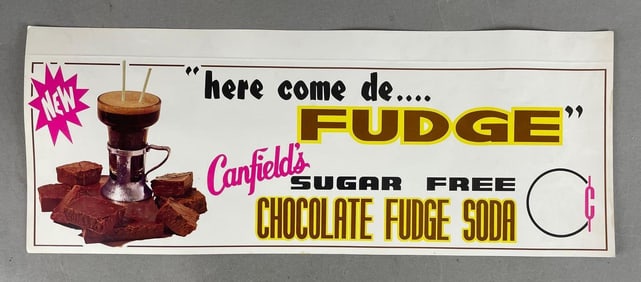 NEW
"here come de....
FUDGE"
Canfield's
SUGAR FREE
CHOCOLATE FUDGE SODA
¢